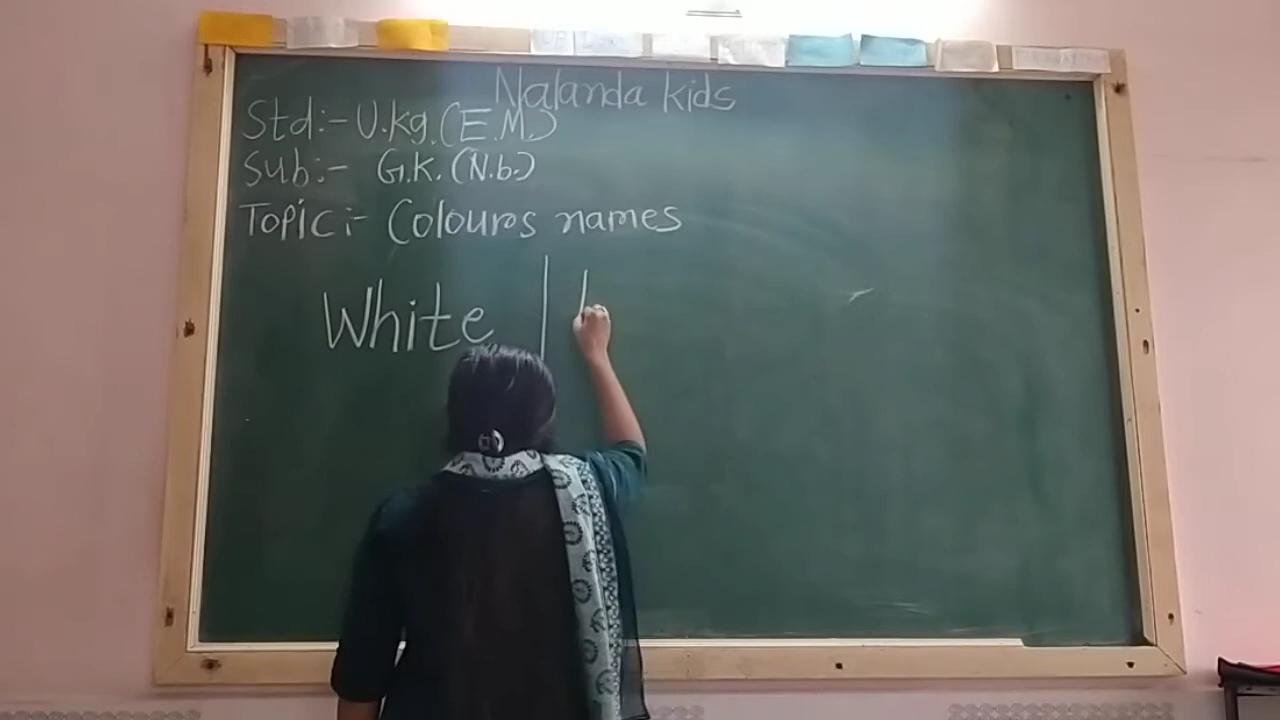 Nalanda kids
Std:- U.kg.(E.M.)
Sub:- G.K.(N.b.)
Topic:- Colours names
White